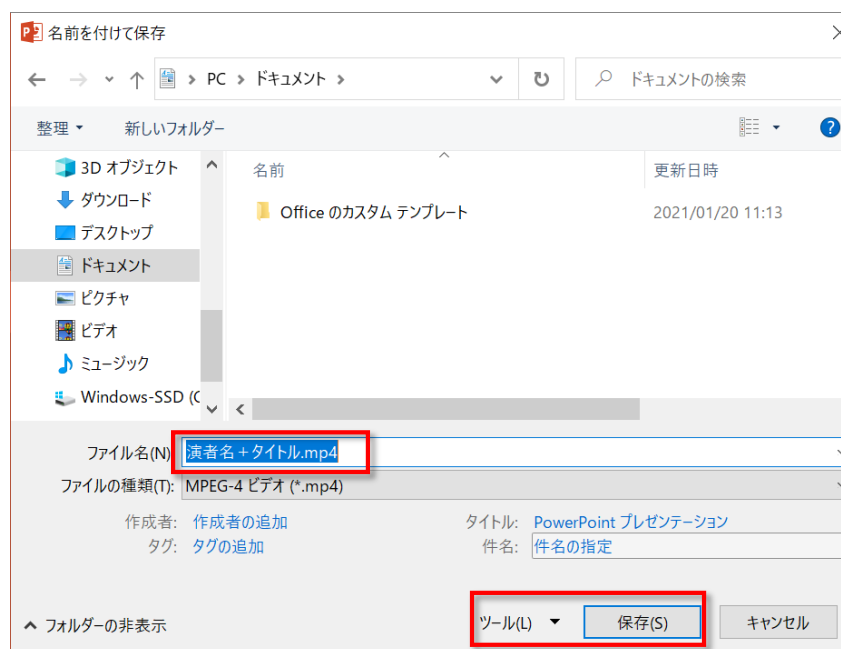 名前を付けて保存
PC > ドキュメント >
ドキュメントの検索
整理 新しいフォルダー
3D オブジェクト
ダウンロード
デスクトップ
ドキュメント
ピクチャ
ビデオ
ミュージック
Windows-SSD (C
名前 更新日時
Office のカスタム テンプレート 2021/01/20 11:13
ファイル名(N): 演者名+タイトル.mp4
ファイルの種類(T): MPEG-4 ビデオ (*.mp4)
作成者: 作成者の追加 タイトル: PowerPoint プレゼンテーション
タグ: タグの追加 件名: 件名の指定
フォルダーの非表示 ツール(L) 保存(S) キャンセル